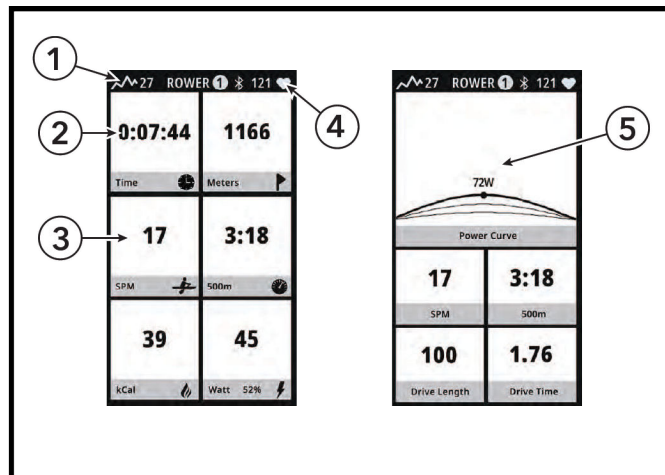 1
27 ROWER 1 121
2
0:07:44
1166
Time
Meters
4
3
17
3:18
SPM
500m
39
45
kCal
Watt 52%
27 ROWER 1 121
5
72W
Power Curve
17
3:18
SPM
500m
100
1.76
Drive Length
Drive Time